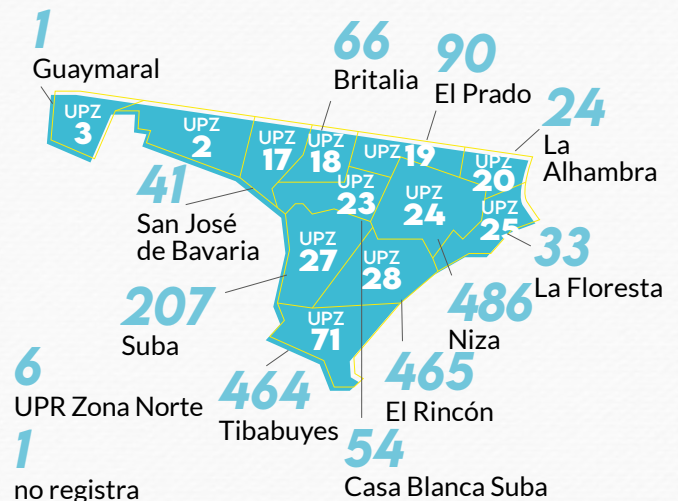 1
Guaymaral
66
Britalia
90
El Prado
24
La
Alhambra
UPZ
3
UPZ
2
UPZ
17
UPZ
18
UPZ 19
UPZ
20
41
San José
de Bavaria
UPZ
23
UPZ
24
UPZ
25
33
La Floresta
UPZ
27
UPZ
28
207
Suba
486
Niza
UPZ
71
6
UPR Zona Norte
464
Tibabuyes
465
El Rincón
1
no registra
54
Casa Blanca Suba